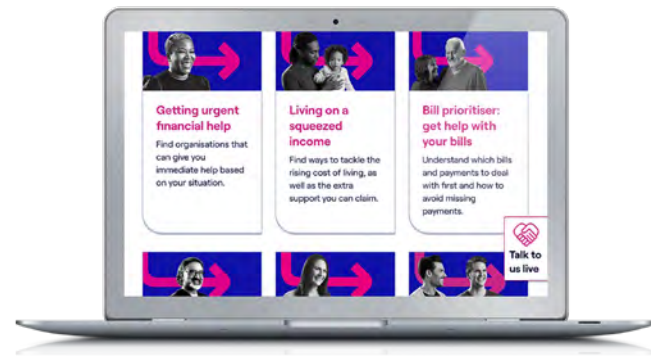 Getting urgent
financial help
Find organisations that
can give you
immediate help based
on your situation.
Living on a
squeezed
income
Find ways to tackle the
rising cost of living, as
well as the extra
support you can claim.
Bill prioritiser:
get help with
your bills
Understand which bills
and payments to deal
with first and how to
avoid missing
payments.
Talk to
us live